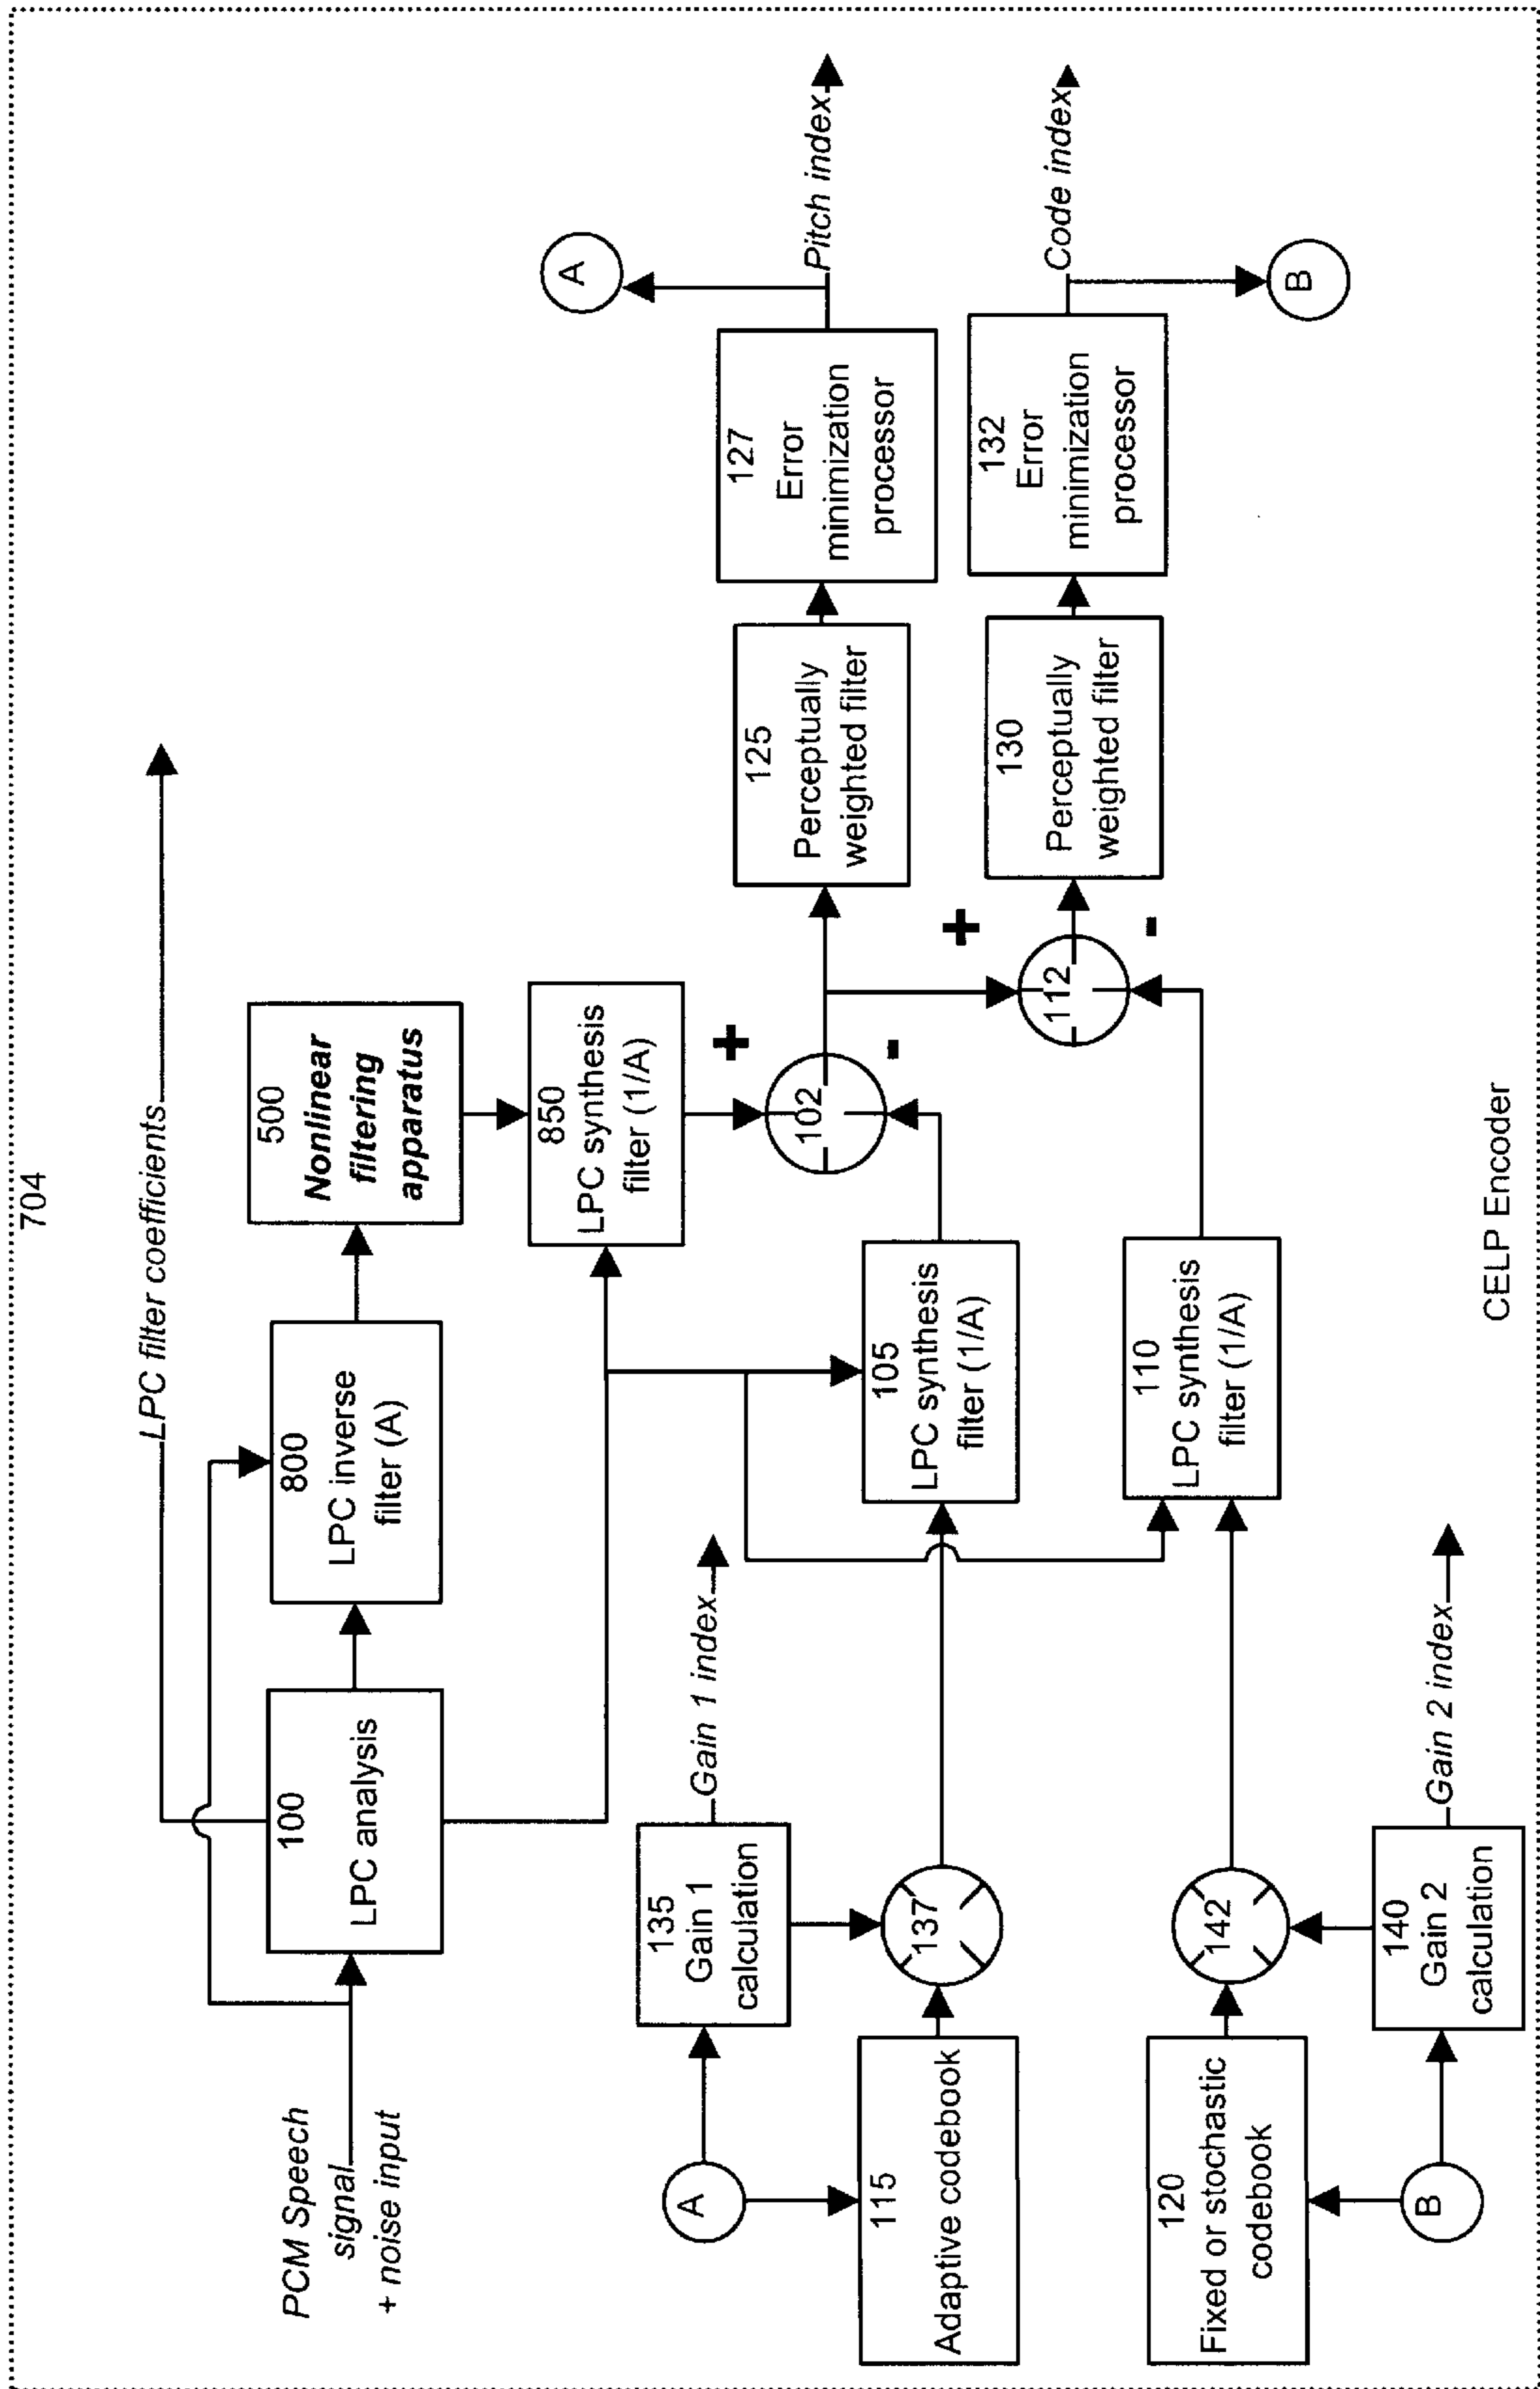 704
LPC filter coefficients
PCM Speech
signal
+ noise input
100
LPC analysis
800
LPC inverse
filter (A)
500
Nonlinear
filtering
apparatus
850
LPC synthesis
filter (1/A)
A
135
Gain 1
calculation
Gain 1 index
115
Adaptive codebook
137
105
LPC synthesis
filter (1/A)
+
102
-
125
Perceptually
weighted filter
127
Error
minimization
processor
A
Pitch index
120
Fixed or stochastic
codebook
142
110
LPC synthesis
filter (1/A)
+
112
-
130
Perceptually
weighted filter
132
Error
minimization
processor
Code index
B
B
140
Gain 2
calculation
Gain 2 index
CELP Encoder